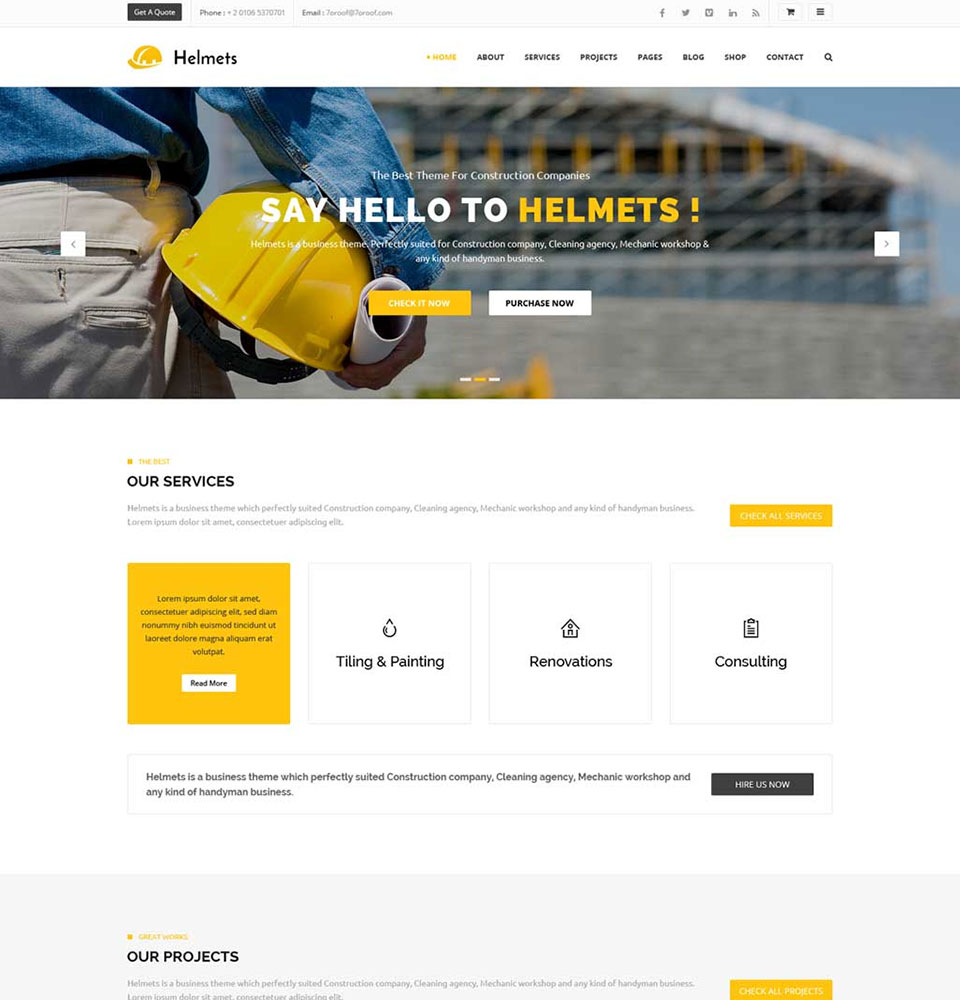 Get A Quote Phone : + 2 0106 5370701 Email : 7oroof@7oroof.com
Helmets
HOME ABOUT SERVICES PROJECTS PAGES BLOG SHOP CONTACT
The Best Theme For Construction Companies
SAY HELLO TO HELMETS !
Helmets is a business theme. Perfectly suited for Construction company, Cleaning agency, Mechanic workshop &
any kind of handyman business.
CHECK IT NOW PURCHASE NOW
THE BEST
OUR SERVICES
Helmets is a business theme which perfectly suited Construction company, Cleaning agency, Mechanic workshop and any kind of handyman business.
Lorem ipsum dolor sit amet, consectetuer adipiscing elit.
CHECK ALL SERVICES
Lorem ipsum dolor sit amet,
consectetuer adipiscing elit, sed diam
nonummy nibh euismod tincidunt ut
laoreet dolore magna aliquam erat
volutpat.
Read More
Tiling & Painting
Renovations
Consulting
Helmets is a business theme which perfectly suited Construction company, Cleaning agency, Mechanic workshop and
any kind of handyman business.
HIRE US NOW
GREAT WORKS
OUR PROJECTS
Helmets is a business theme which perfectly suited Construction company, Cleaning agency, Mechanic workshop and any kind of handyman business.
Lorem ipsum dolor sit amet, consectetuer adipiscing elit.
CHECK ALL PROJECTS